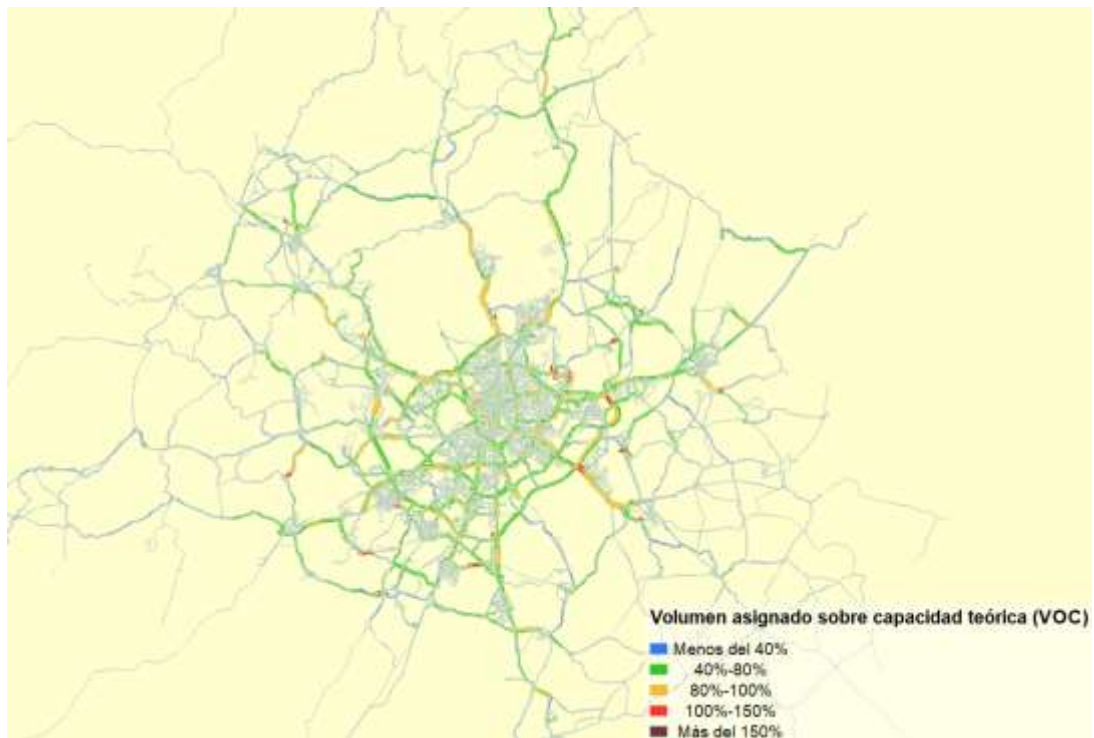 Volumen asignado sobre capacidad teórica (VOC)
Menos del 40%
40%-80%
80%-100%
100%-150%
Más del 150%